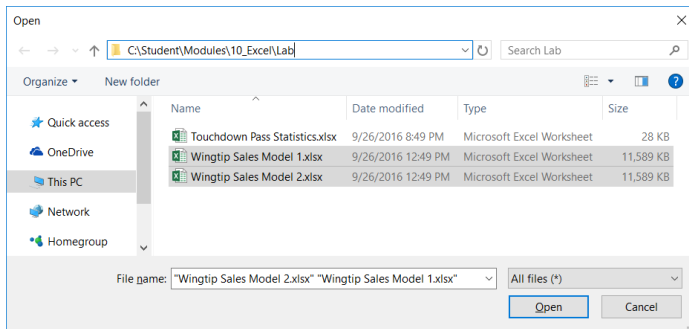 Open
C:\Student\Modules\10_Excel\Lab
Search Lab
Organize
New folder
Name Date modified Type Size
Quick access
OneDrive
This PC
Network
Homegroup
Touchdown Pass Statistics.xlsx 9/26/2016 8:49 PM Microsoft Excel Worksheet 28 KB
Wingtip Sales Model 1.xlsx 9/26/2016 12:49 PM Microsoft Excel Worksheet 11,589 KB
Wingtip Sales Model 2.xlsx 9/26/2016 12:49 PM Microsoft Excel Worksheet 11,589 KB
File name: "Wingtip Sales Model 2.xlsx" "Wingtip Sales Model 1.xlsx" All files (*)
Open Cancel